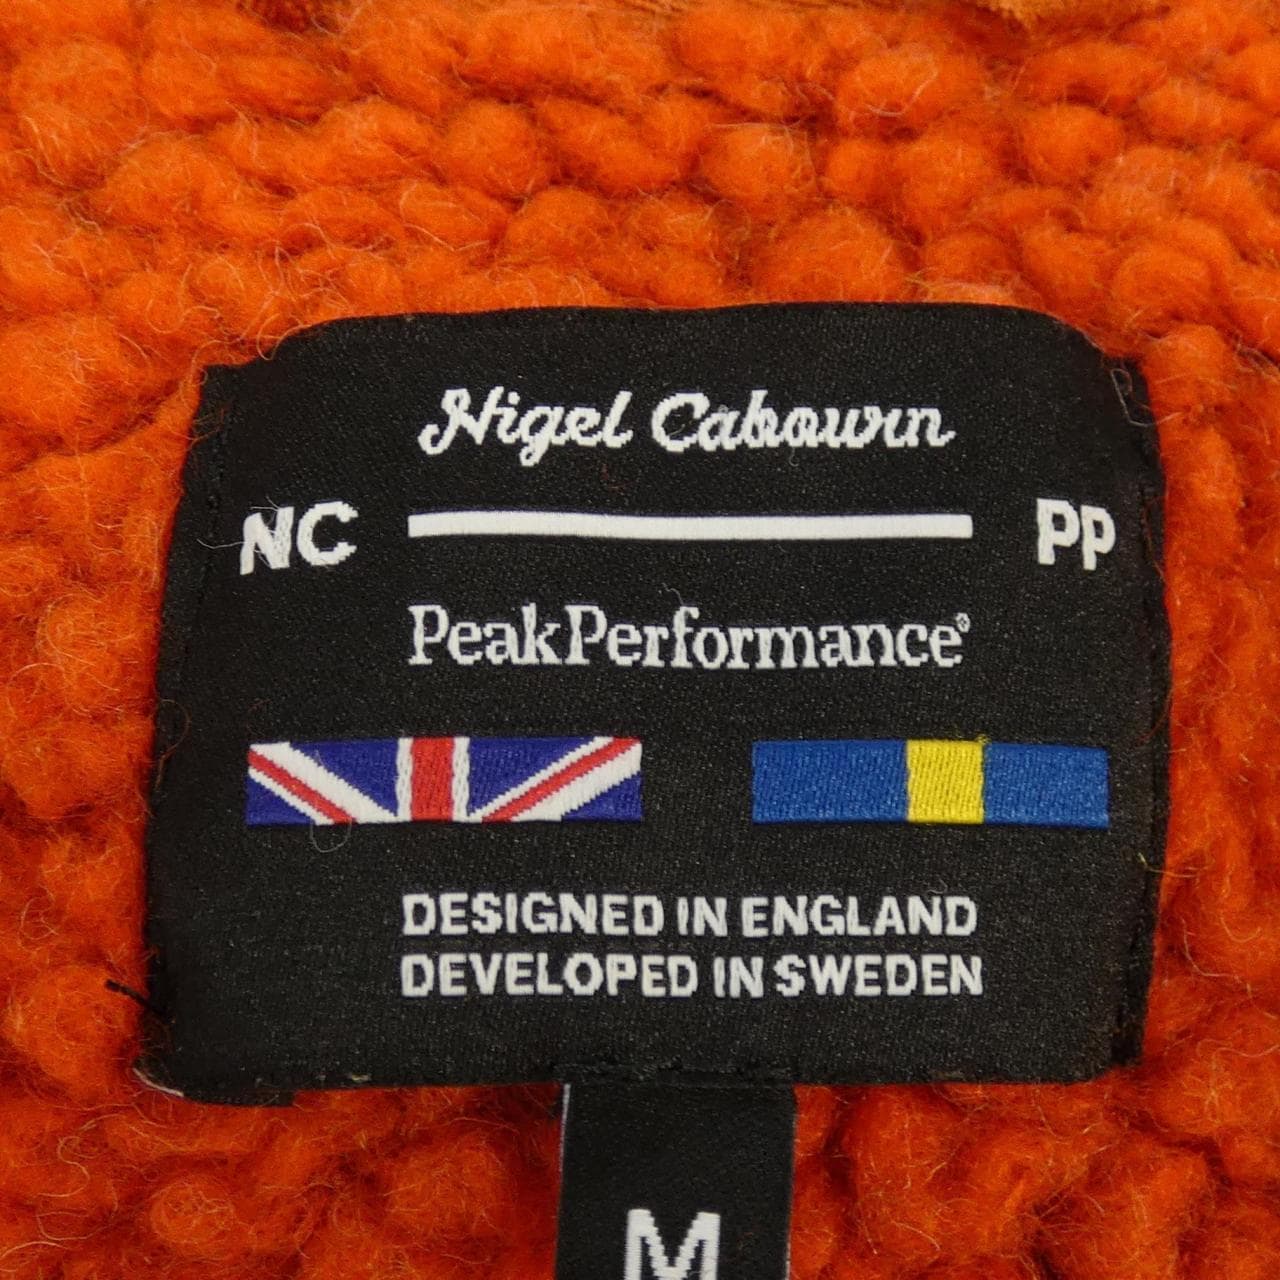 Nigel Cabourn
NC PP
PeakPerformance®
DESIGNED IN ENGLAND
DEVELOPED IN SWEDEN
M